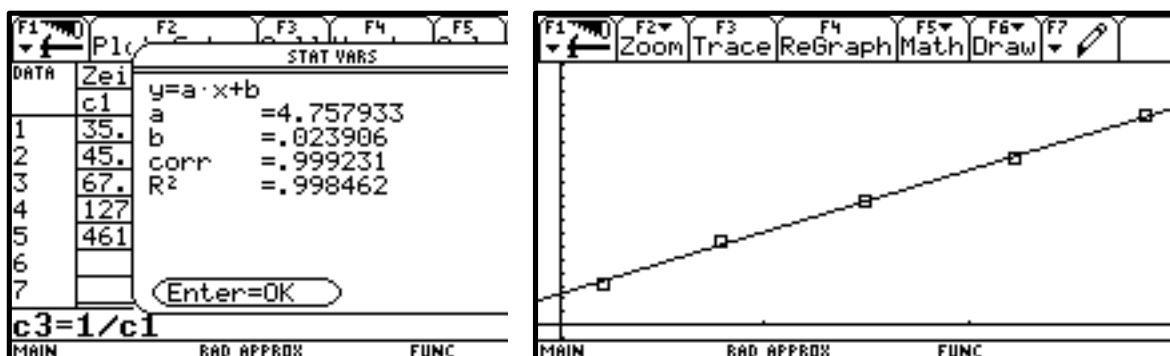 F1 F2 F3 F4 F5
STAT VARS
DATA Zei
c1
y=a·x+b
a =4.757933
b =.023906
corr =.999231
R² =.998462
1 35.
2 45.
3 67.
4 127
5 461
6
7
Enter=OK
c3=1/c1
MAIN RAD APPROX FUNC
F1 F2 F3 F4 F5 F6 F7
Zoom Trace ReGraph Math Draw
MAIN RAD APPROX FUNC